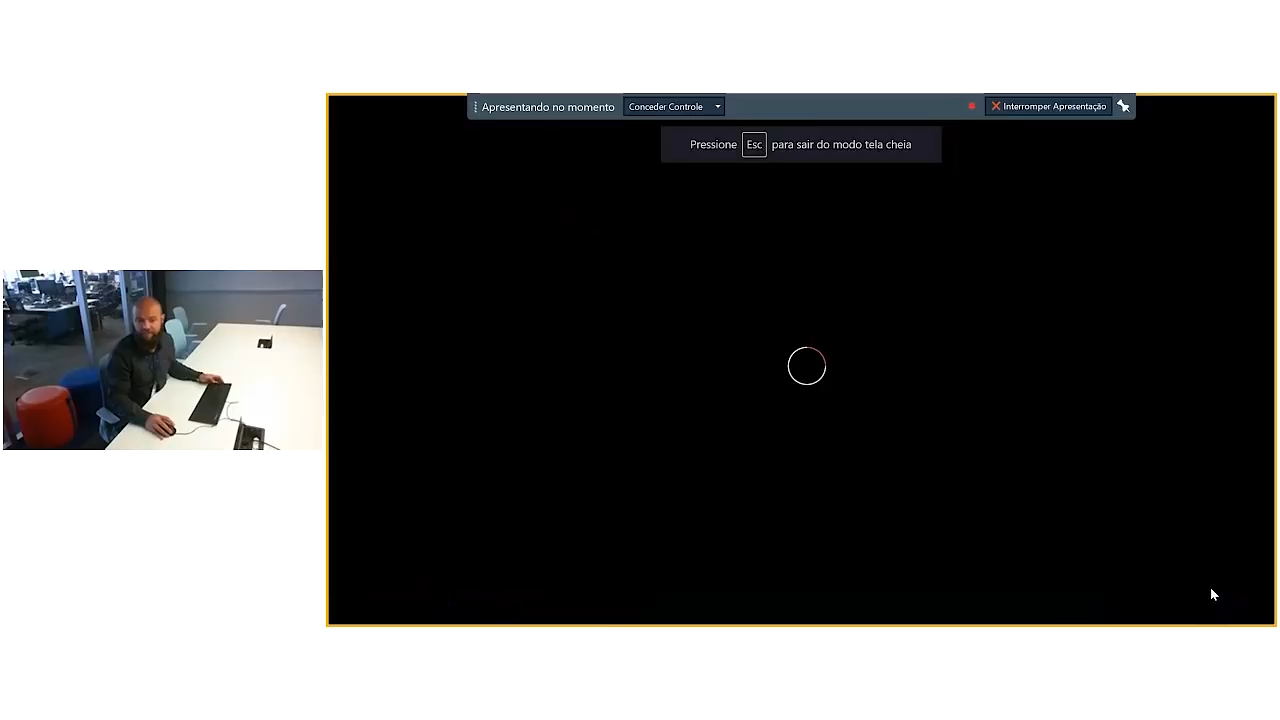 Apresentando no momento Conceder Controle Interromper Apresentação
Pressione Esc para sair do modo tela cheia